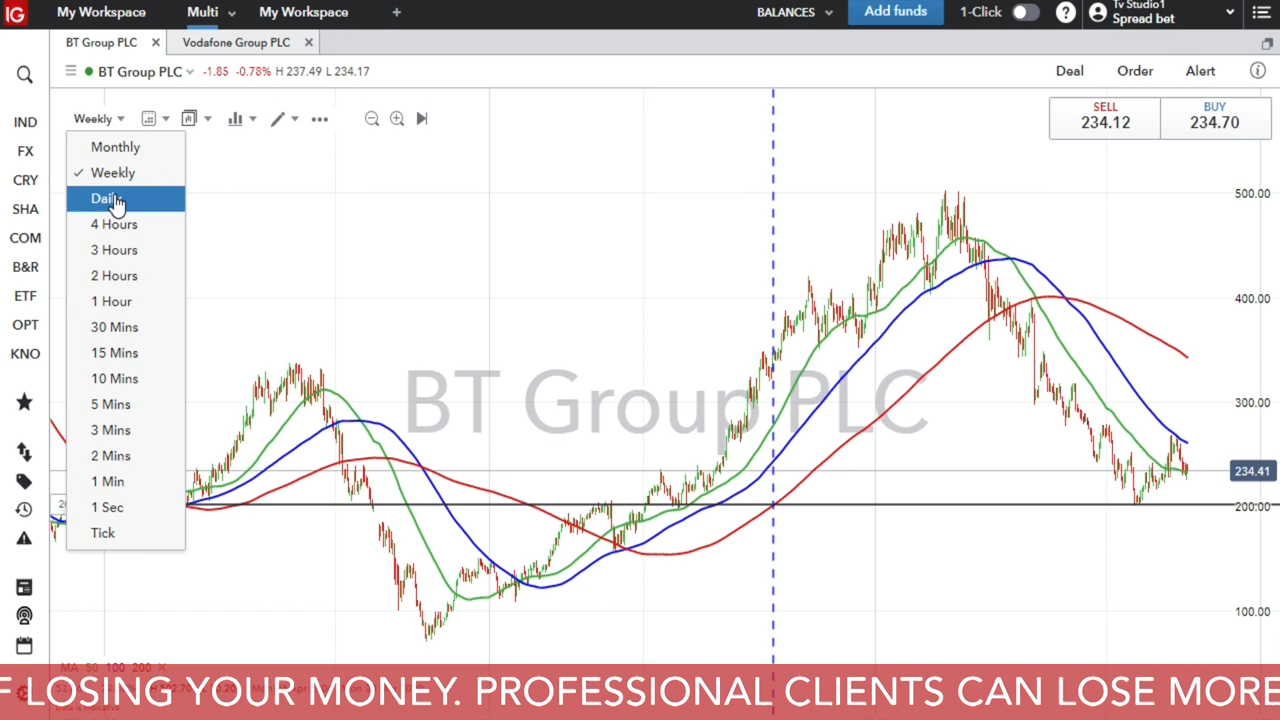 IG My Workspace Multi My Workspace + BALANCES Add funds 1-Click ? Tv Studio1
Spread bet
BT Group PLC × Vodafone Group PLC ×
BT Group PLC -1.85 -0.78% H 237.49 L 234.17 Deal Order Alert
Weekly
SELL BUY
234.12 234.70
IND
FX
CRY
SHA
COM
B&R
ETF
OPT
KNO
Monthly
Weekly
Daily
4 Hours
3 Hours
2 Hours
1 Hour
30 Mins
15 Mins
10 Mins
5 Mins
3 Mins
2 Mins
1 Min
1 Sec
Tick
BT Group PLC
500.00
400.00
300.00
234.41
200.00
100.00
MA 50 100 200 ×
F LOSING YOUR MONEY. PROFESSIONAL CLIENTS CAN LOSE MORE